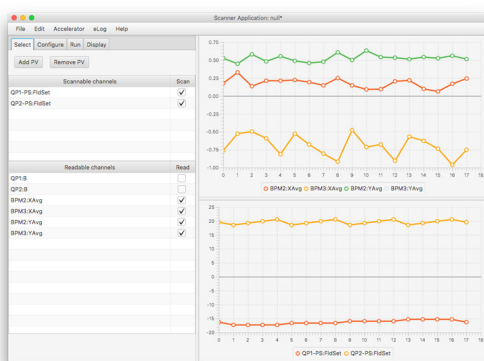 Scanner Application: null*
File Edit Accelerator eLog Help
Select Configure Run Display
Add PV Remove PV
Scannable channels Scan
QP1-PS:FldSet
QP2-PS:FldSet
Readable channels Read
QP1:B
QP2:B
BPM2:XAvg
BPM3:XAvg
BPM2:YAvg
BPM3:YAvg
0.75
0.50
0.25
0.00
-0.25
-0.50
-0.75
-1.00
0 1 2 3 4 5 6 7 8 9 10 11 12 13 14 15 16 17 18
BPM2:XAvg BPM3:XAvg BPM2:YAvg BPM3:YAvg
25
20
15
10
5
0
-5
-10
-15
-20
0 1 2 3 4 5 6 7 8 9 10 11 12 13 14 15 16 17 18
QP1-PS:FldSet QP2-PS:FldSet